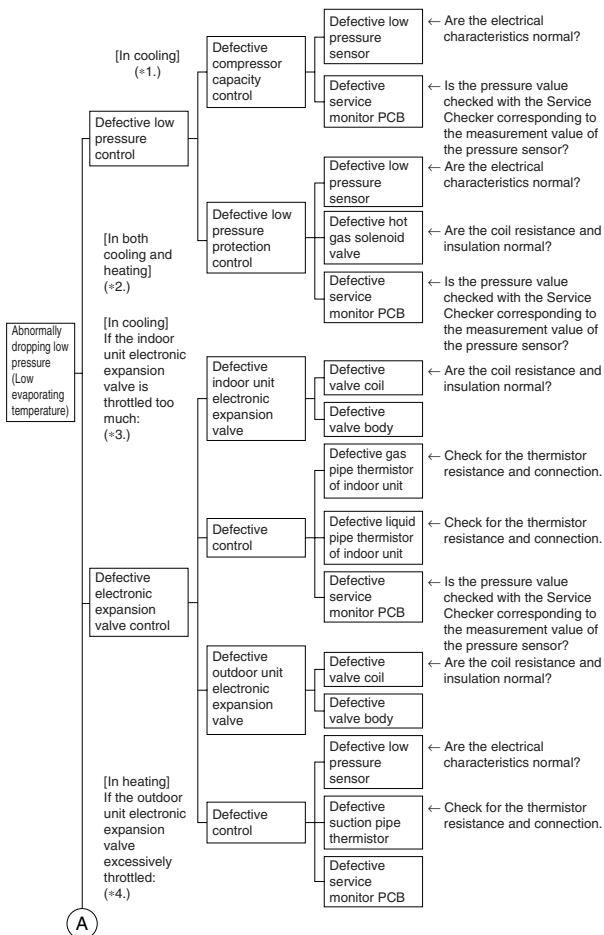 Abnormally
dropping low
pressure
(Low
evaporating
temperature)
Defective low
pressure
control
[In cooling]
(*1.)
Defective
compressor
capacity
control
Defective low
pressure
sensor
← Are the electrical
characteristics normal?
Defective
service
monitor PCB
← Is the pressure value
checked with the Service
Checker corresponding to
the measurement value of
the pressure sensor?
[In both
cooling and
heating]
(*2.)
Defective low
pressure
protection
control
Defective low
pressure
sensor
← Are the electrical
characteristics normal?
Defective hot
gas solenoid
valve
← Are the coil resistance and
insulation normal?
Defective
service
monitor PCB
← Is the pressure value
checked with the Service
Checker corresponding to
the measurement value of
the pressure sensor?
Defective
electronic
expansion
valve control
[In cooling]
If the indoor
unit electronic
expansion
valve is
throttled too
much:
(*3.)
Defective
indoor unit
electronic
expansion
valve
Defective
valve coil
← Are the coil resistance and
insulation normal?
Defective
valve body
Defective
control
Defective gas
pipe thermistor
of indoor unit
← Check for the thermistor
resistance and connection.
Defective liquid
pipe thermistor
of indoor unit
← Check for the thermistor
resistance and connection.
Defective
service
monitor PCB
← Is the pressure value
checked with the Service
Checker corresponding to
the measurement value of
the pressure sensor?
[In heating]
If the outdoor
unit electronic
expansion
valve
excessively
throttled:
(*4.)
Defective
outdoor unit
electronic
expansion
valve
Defective
valve coil
← Are the coil resistance and
insulation normal?
Defective
valve body
Defective
control
Defective low
pressure
sensor
← Are the electrical
characteristics normal?
Defective
suction pipe
thermistor
← Check for the thermistor
resistance and connection.
Defective
service
monitor PCB
A